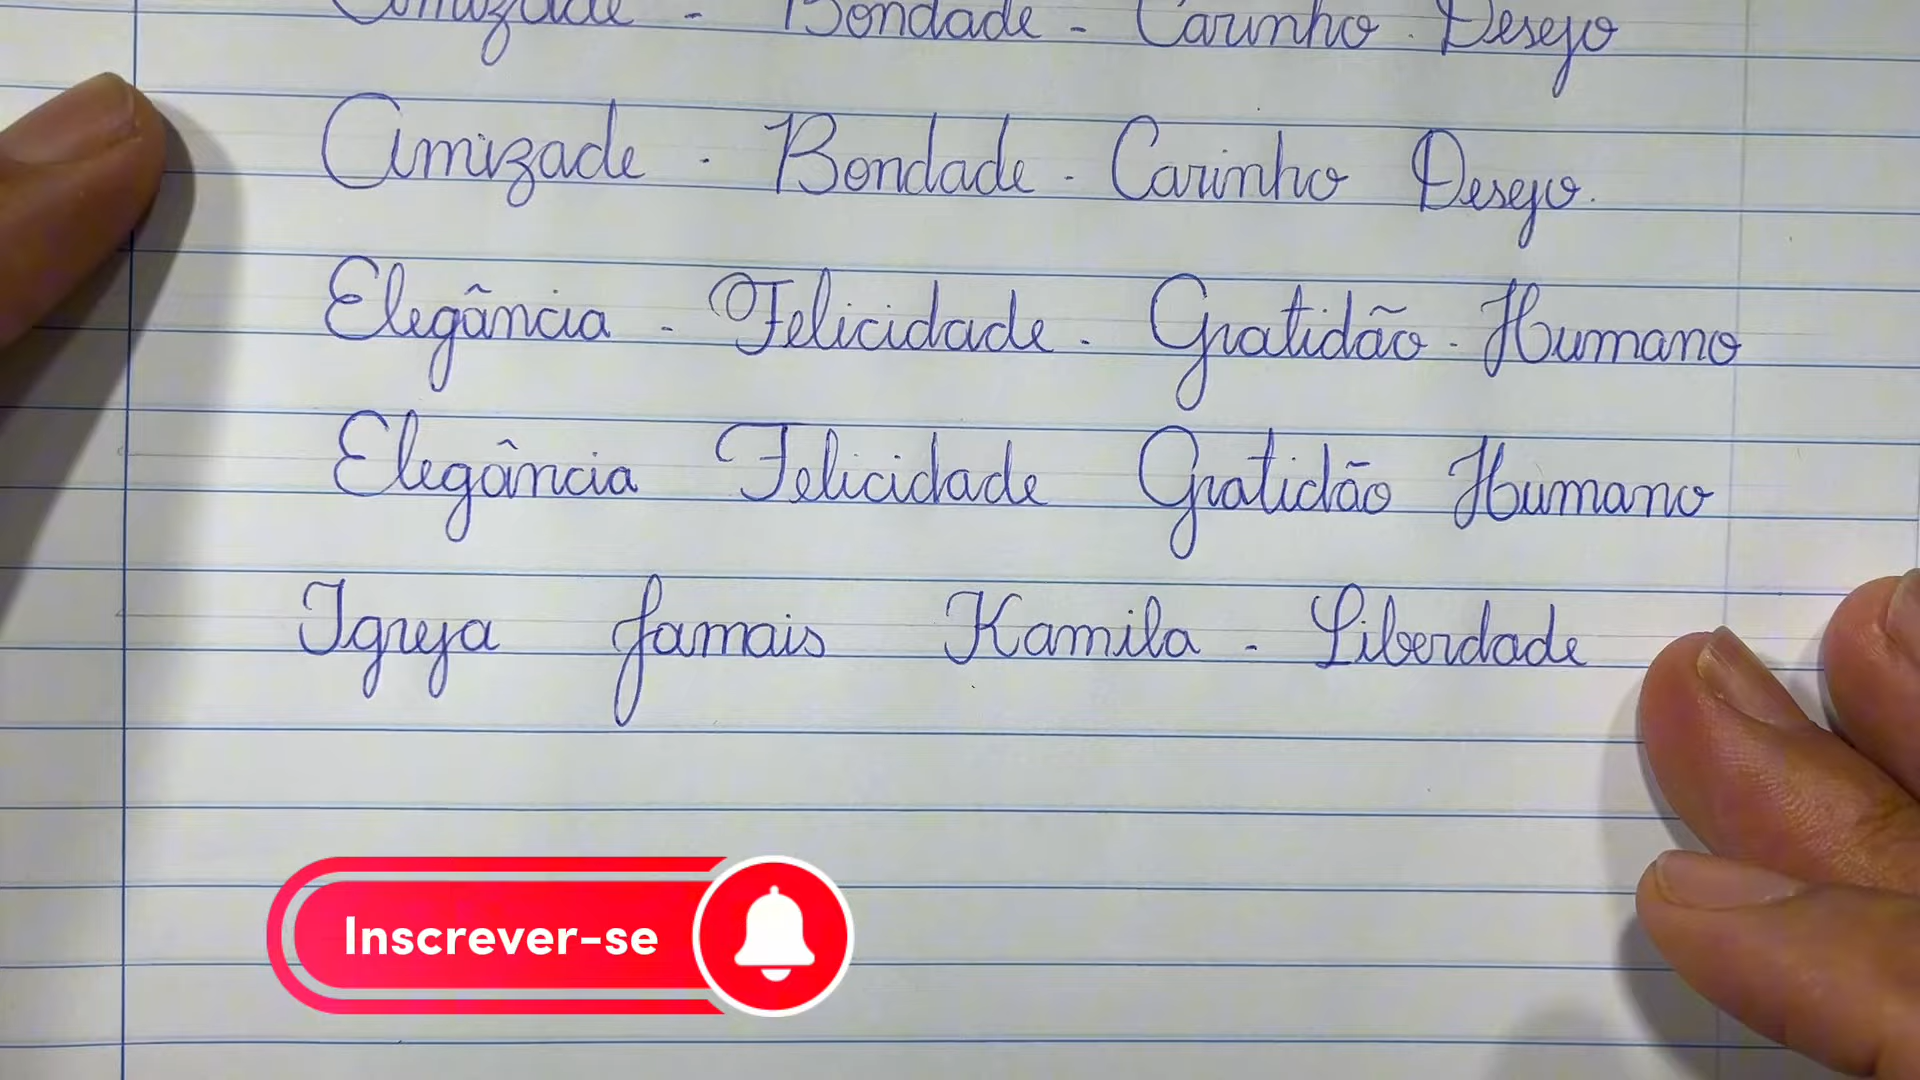 Amizade - Bondade - Carinho - Desejo
Amizade - Bondade - Carinho Desejo.
Elegância - Felicidade - Gratidão - Humano
Elegância Felicidade Gratidão Humano
Igreja Jamais Kamila - Liberdade
Inscrever-se